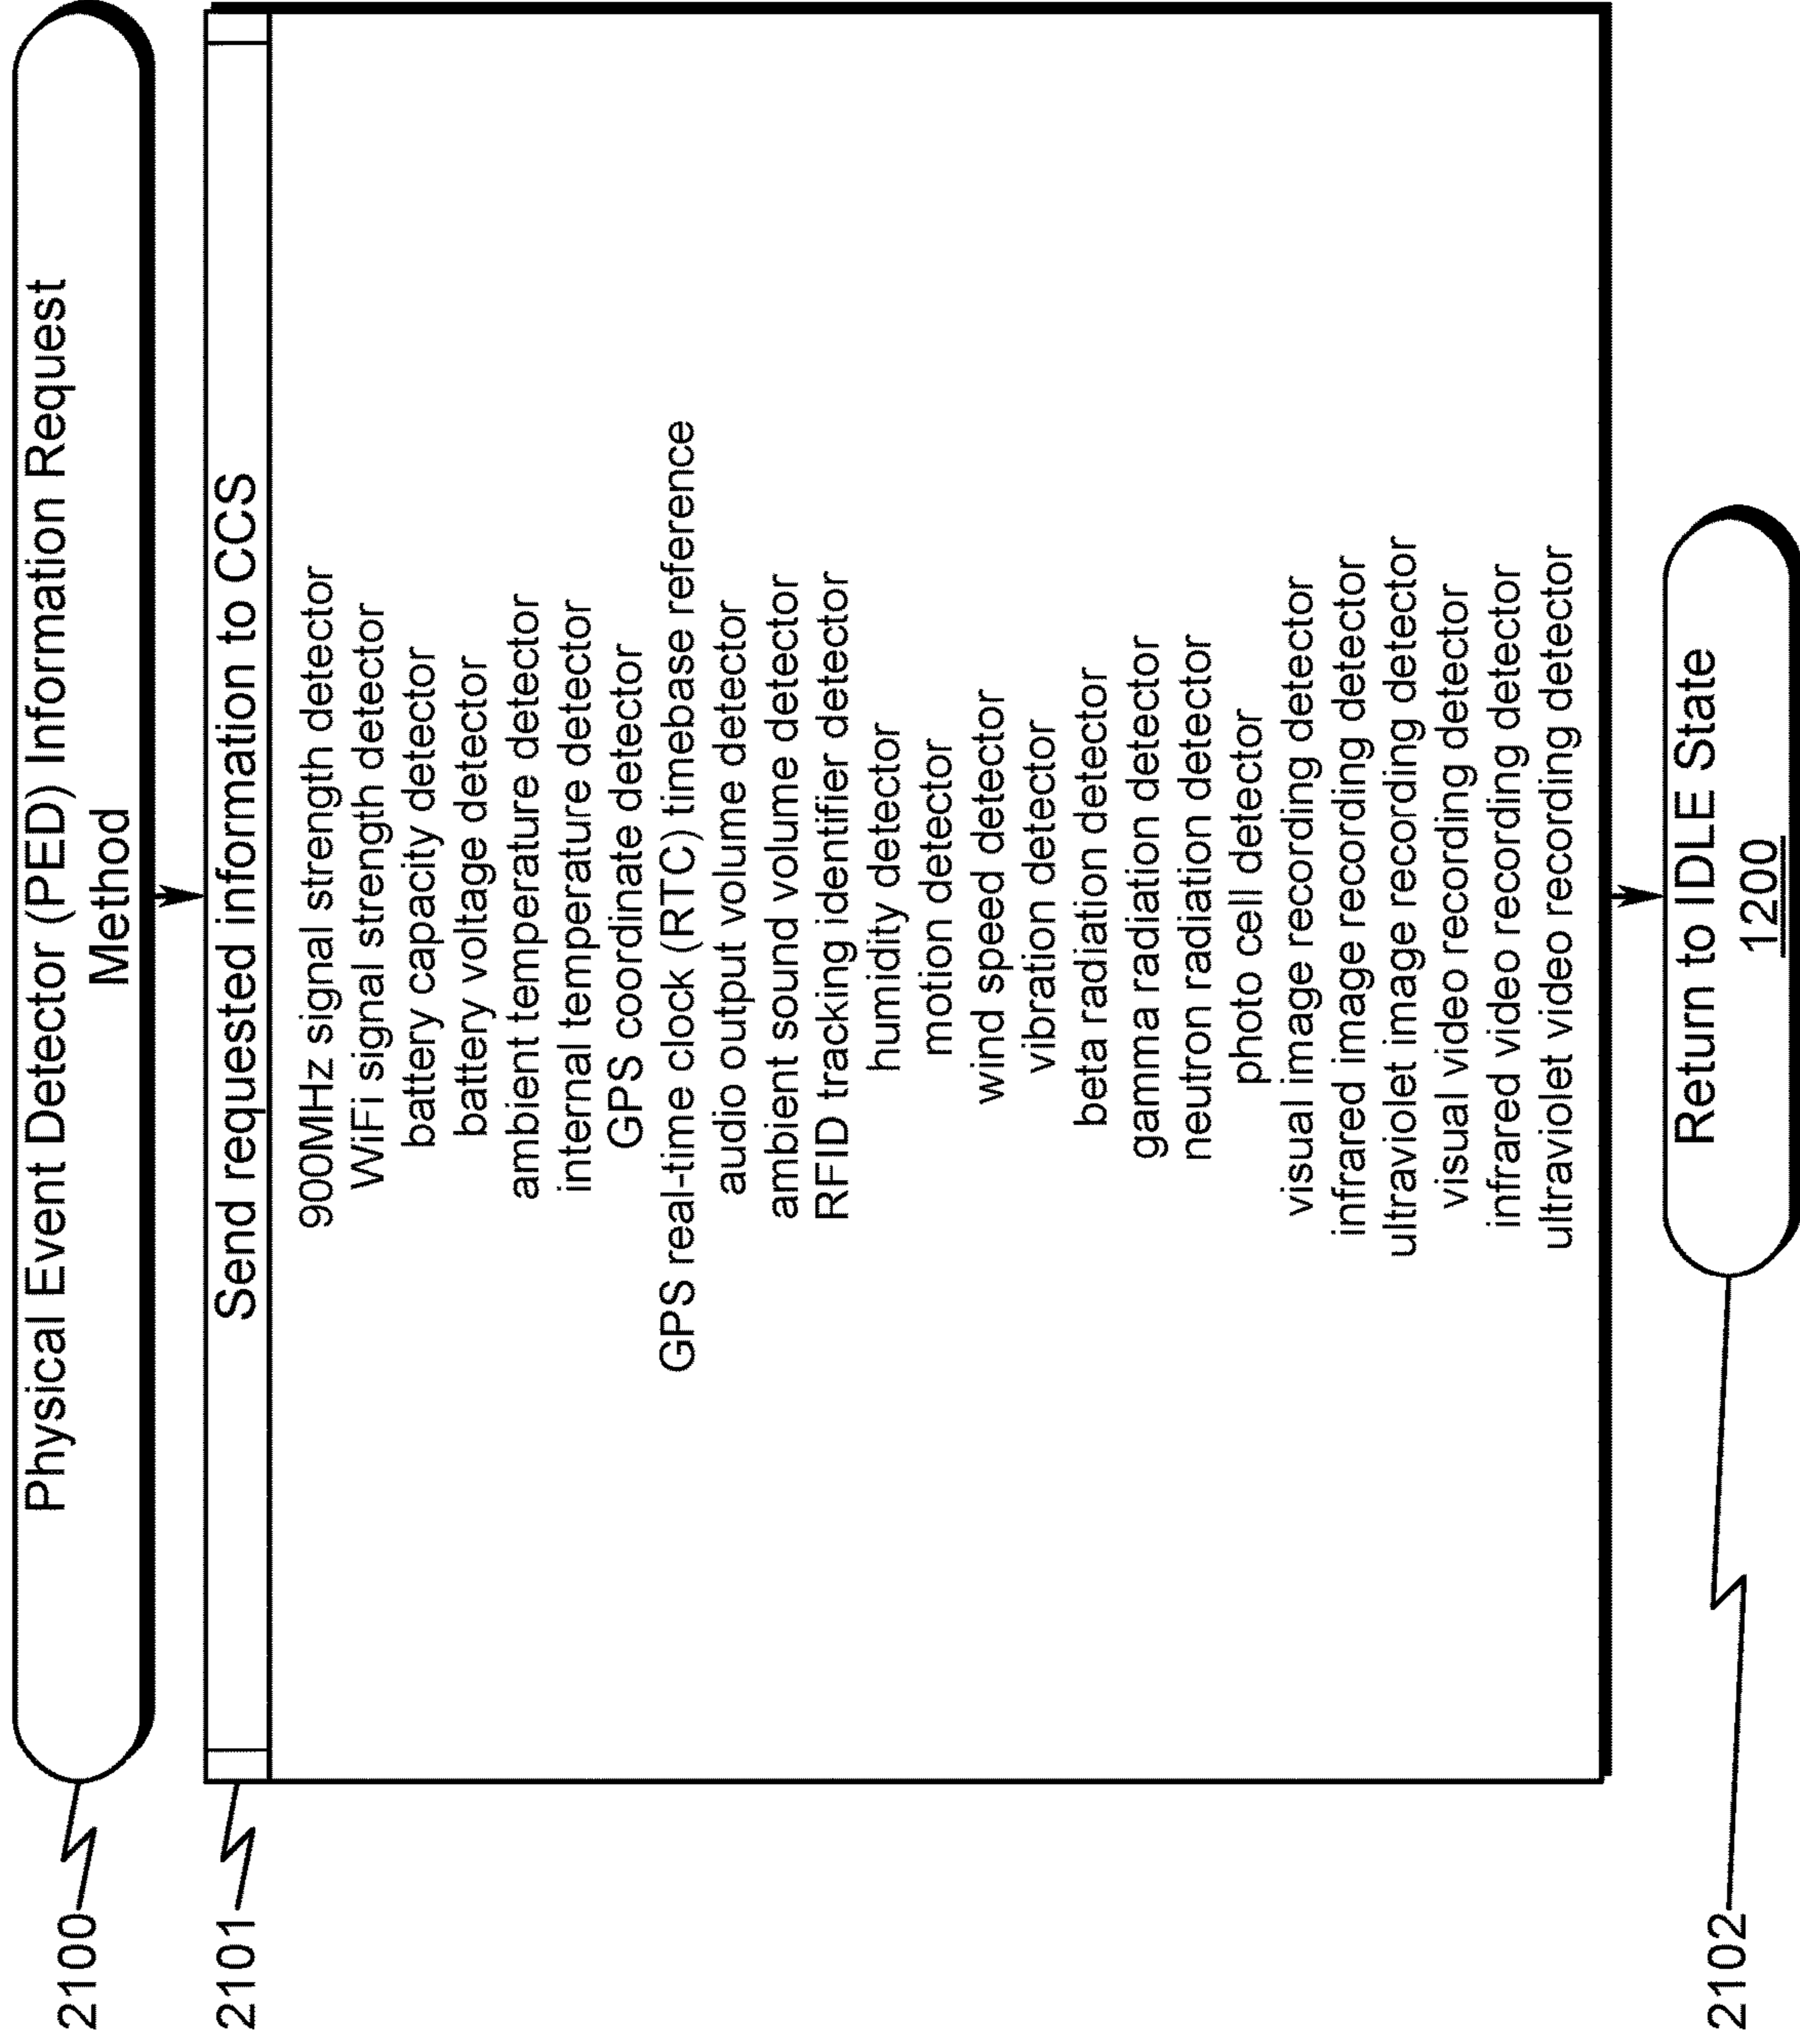 2100
Physical Event Detector (PED) Information Request
Method
2101
Send requested information to CCS
900MHz signal strength detector
WiFi signal strength detector
battery capacity detector
battery voltage detector
ambient temperature detector
internal temperature detector
GPS coordinate detector
GPS real-time clock (RTC) timebase reference
audio output volume detector
ambient sound volume detector
RFID tracking identifier detector
humidity detector
motion detector
wind speed detector
vibration detector
beta radiation detector
gamma radiation detector
neutron radiation detector
photo cell detector
visual image recording detector
infrared image recording detector
ultraviolet image recording detector
visual video recording detector
infrared video recording detector
ultraviolet video recording detector
2102
Return to IDLE State
1200